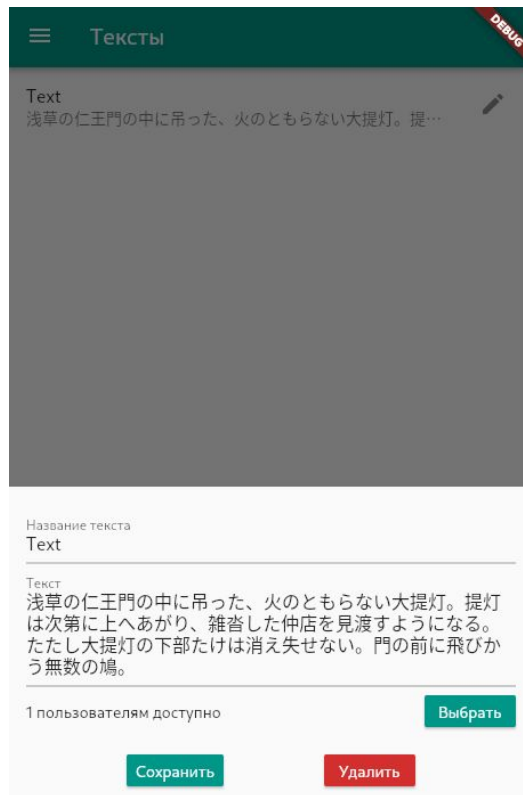 Тексты
DEBUG
Text
浅草の仁王門の中に吊った、火のともらない大提灯。提…
Название текста
Text
Текст
浅草の仁王門の中に吊った、火のともらない大提灯。提灯
は次第に上へあがり、雑沓した仲店を見渡すようになる。
たたし大提灯の下部たけは消え失せない。門の前に飛びか
う無数の鳩。
1 пользователям доступно
Выбрать
Сохранить
Удалить